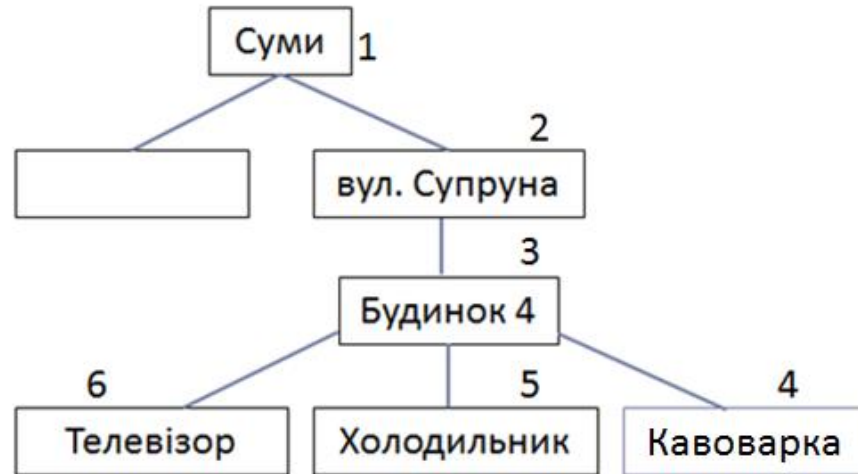 Суми 1
2
вул. Супруна
3
Будинок 4
6 5 4
Телевізор Холодильник Кавоварка